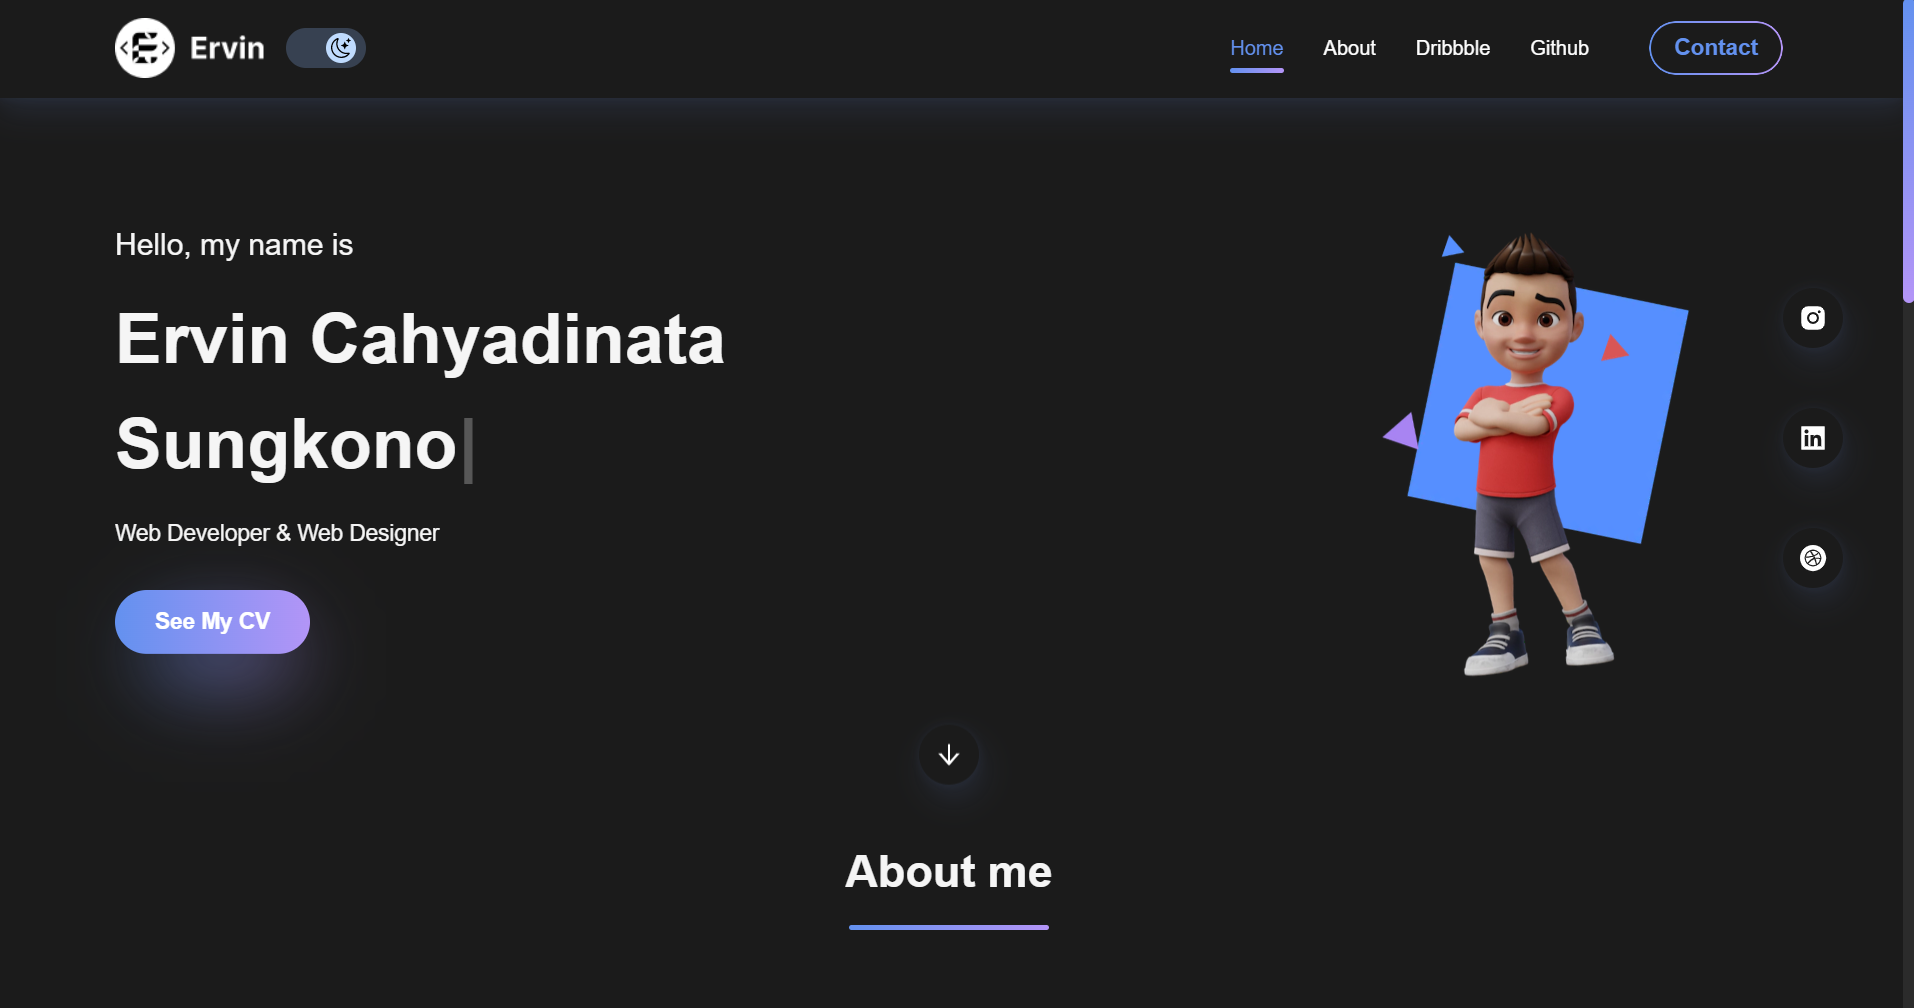 Ervin
Home
About
Dribbble
Github
Contact
Hello, my name is
Ervin Cahyadinata
Sungkono
Web Developer & Web Designer
See My CV
About me